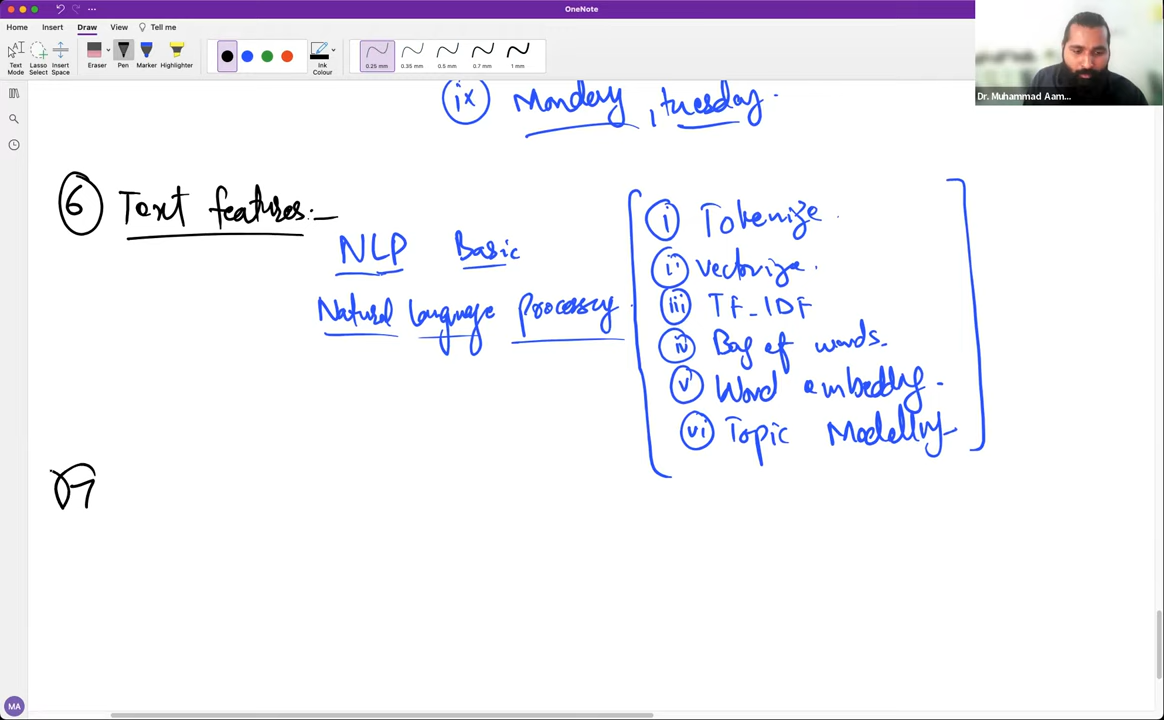 OneNote
Home Insert Draw View Tell me
Text Mode Lasso Select Insert Space Eraser Pen Marker Highlighter Ink Colour 0.25 mm 0.35 mm 0.5 mm 0.7 mm 1 mm
Dr. Muhammad Aam...
ix Monday, tuesday.
6 Text features:-
NLP Basic
Natural language processing.
i Tokenize.
ii vectorize.
iii TF-IDF
iv Bag of words.
v Word embedding.
vi Topic Modelling
7
MA